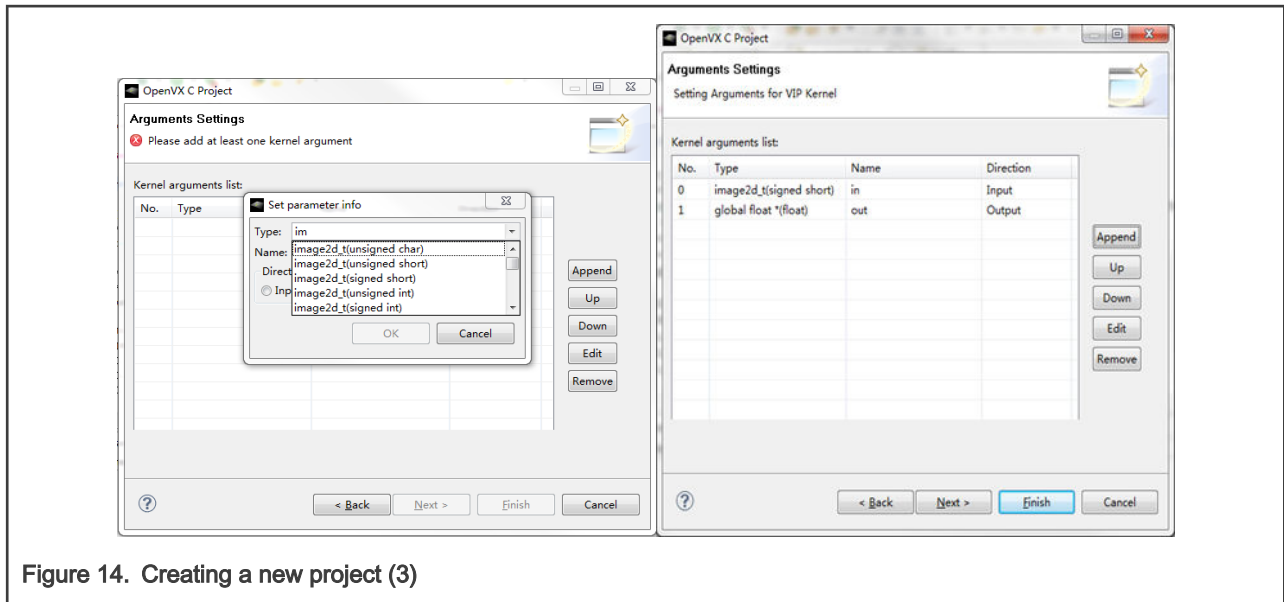 OpenVX C Project
Arguments Settings
Please add at least one kernel argument
Kernel arguments list:
No. Type
Set parameter info
Type: im
Name:
image2d_t(unsigned char)
image2d_t(unsigned short)
image2d_t(signed short)
image2d_t(unsigned int)
image2d_t(signed int)
Direct
Inp
OK Cancel
Append
Up
Down
Edit
Remove
< Back Next > Finish Cancel
OpenVX C Project
Arguments Settings
Setting Arguments for VIP Kernel
Kernel arguments list:
No. Type Name Direction
0 image2d_t(signed short) in Input
1 global float *(float) out Output
Append
Up
Down
Edit
Remove
< Back Next > Finish Cancel
Figure 14. Creating a new project (3)